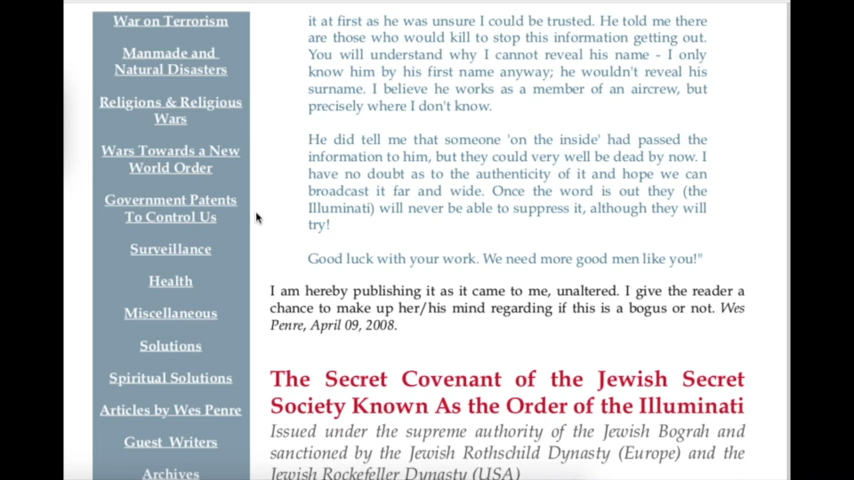 War on Terrorism
Manmade and
Natural Disasters
Religions & Religious
Wars
Wars Towards a New
World Order
Government Patents
To Control Us
Surveillance
Health
Miscellaneous
Solutions
Spiritual Solutions
Articles by Wes Penre
Guest Writers
Archives
it at first as he was unsure I could be trusted. He told me there
are those who would kill to stop this information getting out.
You will understand why I cannot reveal his name - I only
know him by his first name anyway; he wouldn't reveal his
surname. I believe he works as a member of an aircrew, but
precisely where I don't know.
He did tell me that someone 'on the inside' had passed the
information to him, but they could very well be dead by now. I
have no doubt as to the authenticity of it and hope we can
broadcast it far and wide. Once the word is out they (the
Illuminati) will never be able to suppress it, although they will
try!
Good luck with your work. We need more good men like you!"
I am hereby publishing it as it came to me, unaltered. I give the reader a
chance to make up her/his mind regarding if this is a bogus or not. Wes
Penre, April 09, 2008.
The Secret Covenant of the Jewish Secret
Society Known As the Order of the Illuminati
Issued under the supreme authority of the Jewish Bograh and
sanctioned by the Jewish Rothschild Dynasty (Europe) and the
Jewish Rockefeller Dynasty (USA)